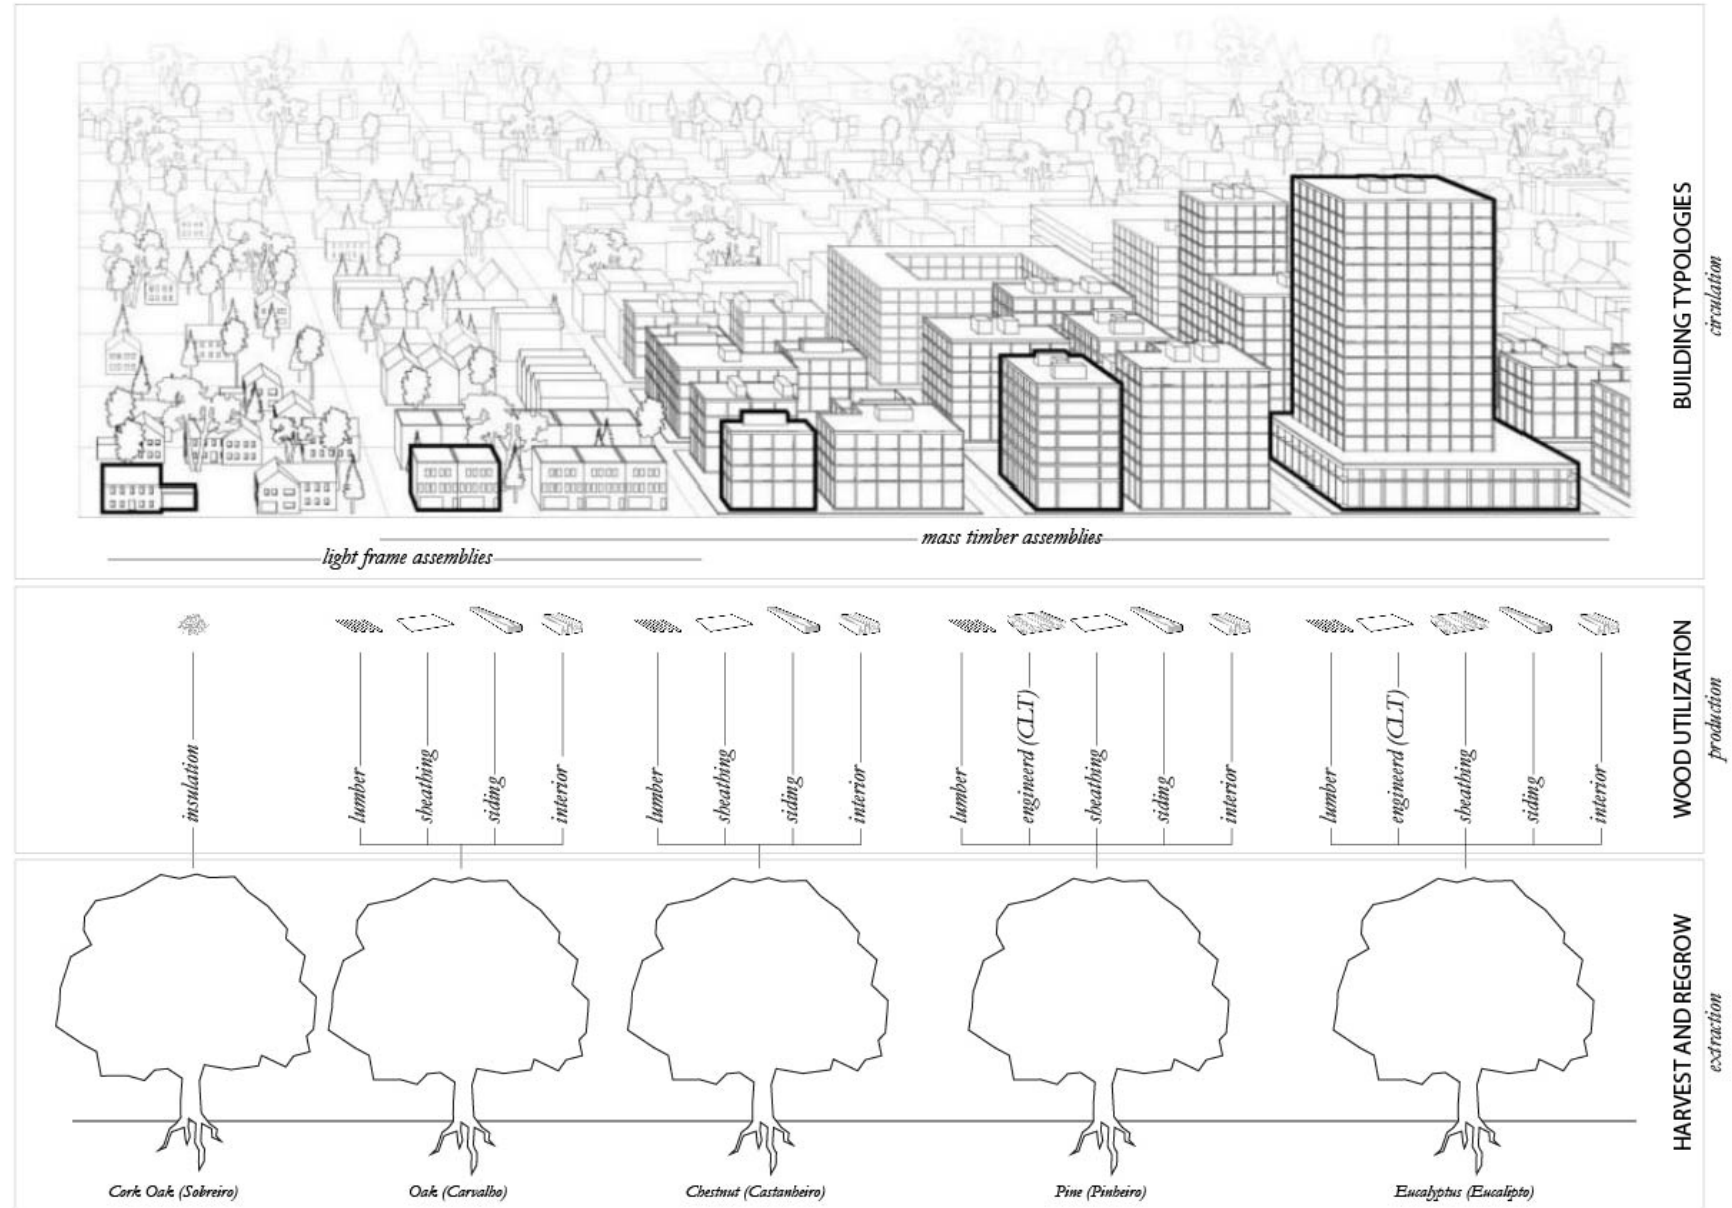 BUILDING TYPOLOGIES
circulation
mass timber assemblies
light frame assemblies
WOOD UTILIZATION
production
insulation
lumber
sheathing
siding
interior
lumber
sheathing
siding
interior
lumber
engineerd (CLT)
sheathing
siding
interior
lumber
engineerd (CLT)
sheathing
siding
interior
HARVEST AND REGROW
extraction
Cork Oak (Sobreiro)
Oak (Carvalho)
Chestnut (Castanheiro)
Pine (Pinheiro)
Eucalyptus (Eucalipto)